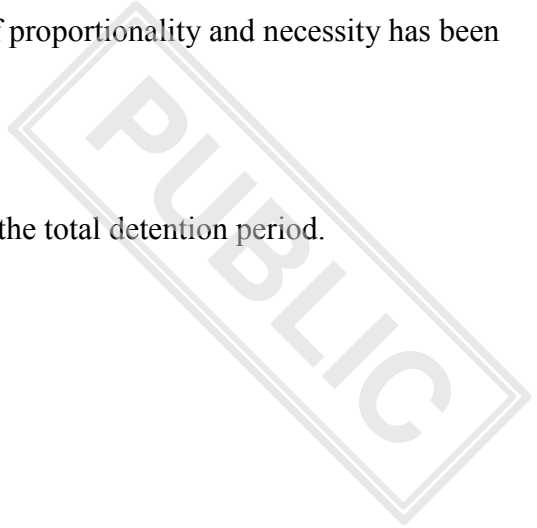 proportionality and necessity has been
the total detention period.
PUBLIC